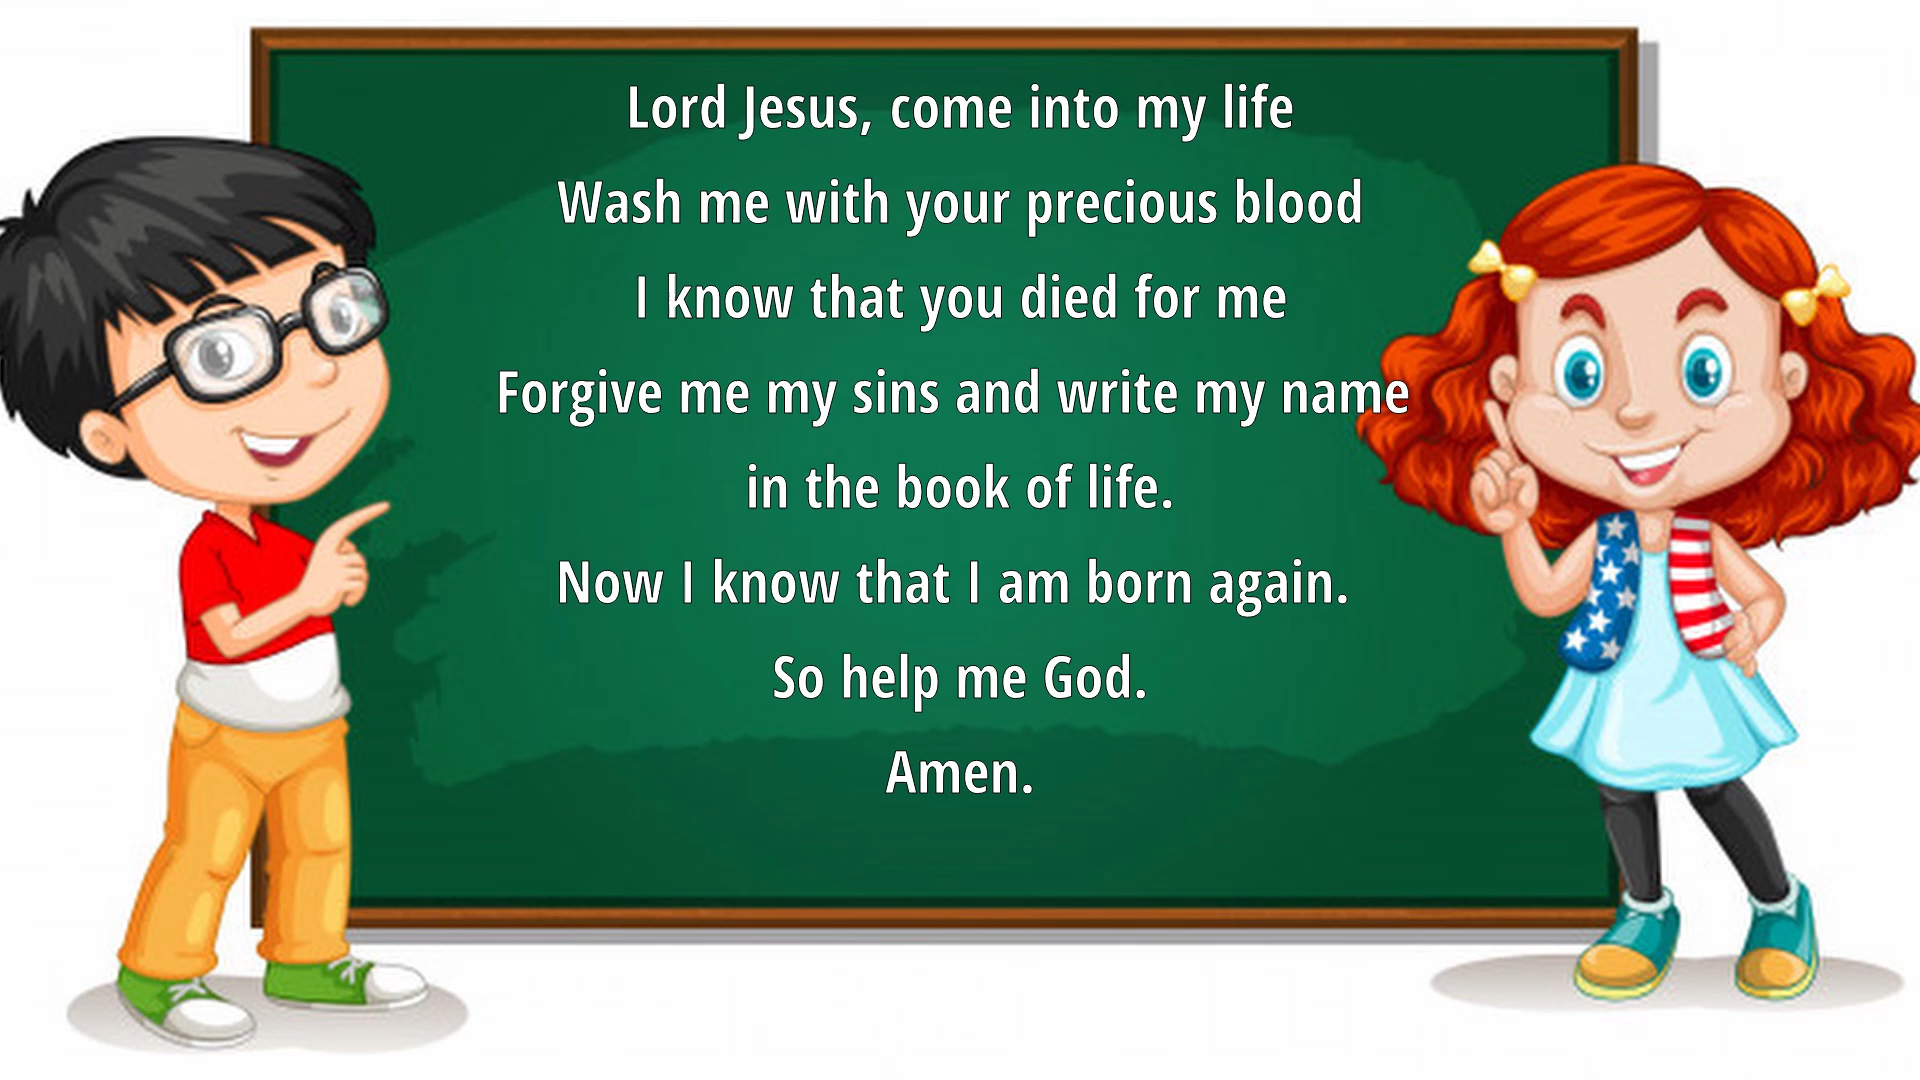 Lord Jesus, come into my life
Wash me with your precious blood
I know that you died for me
Forgive me my sins and write my name
in the book of life.
Now I know that I am born again.
So help me God.
Amen.